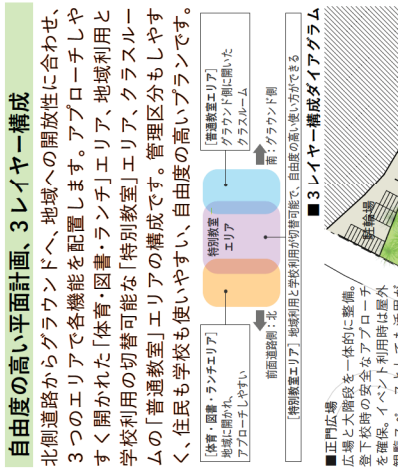 自由度の高い平面計画、3レイヤー構成
北側道路からグラウンドへ、地域への開放性に合わせ、
3つのエリアで各機能を配置します。アプローチしや
すく開かれた「体育・図書・ランチ」エリア、地域利用と
学校利用の切替可能な「特別教室」エリア、クラスルー
ムの「普通教室」エリアの構成です。管理区分もしやす
く、住民も学校も使いやすい、自由度の高いプランです。
[体育・図書・ランチエリア]
地域に開かれ、
アプローチしやすい
特別教室
エリア
[普通教室エリア]
グラウンド側に開いた
クラスルーム
前面道路側：北
南：グラウンド側
[特別教室エリア] 地域利用と学校利用が切替可能で、自由度の高い使い方ができる
■3レイヤー構成ダイアグラム
■正門広場
広場と大階段を一体的に整備。
登下校時の安全なアプローチ
を確保。イベント利用時は屋外
駐輪場